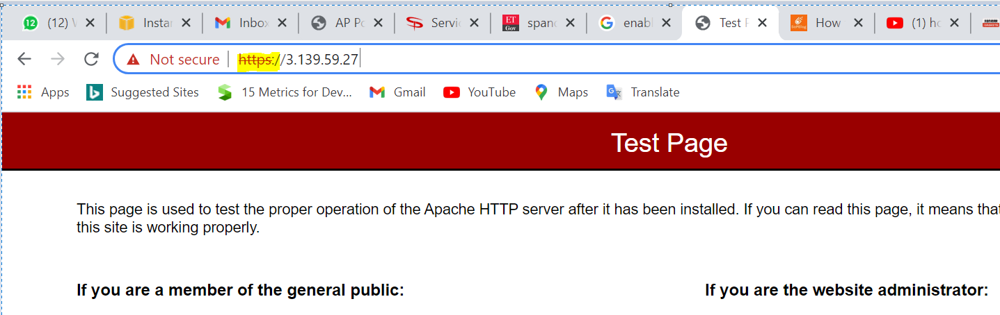 12 (12) Instar Inbox AP Po Servi ET Gov span enabl Test How (1) ho
Not secure https://3.139.59.27
Apps Suggested Sites 15 Metrics for Dev... Gmail YouTube Maps Translate
Test Page
This page is used to test the proper operation of the Apache HTTP server after it has been installed. If you can read this page, it means that
this site is working properly.
If you are a member of the general public: If you are the website administrator: